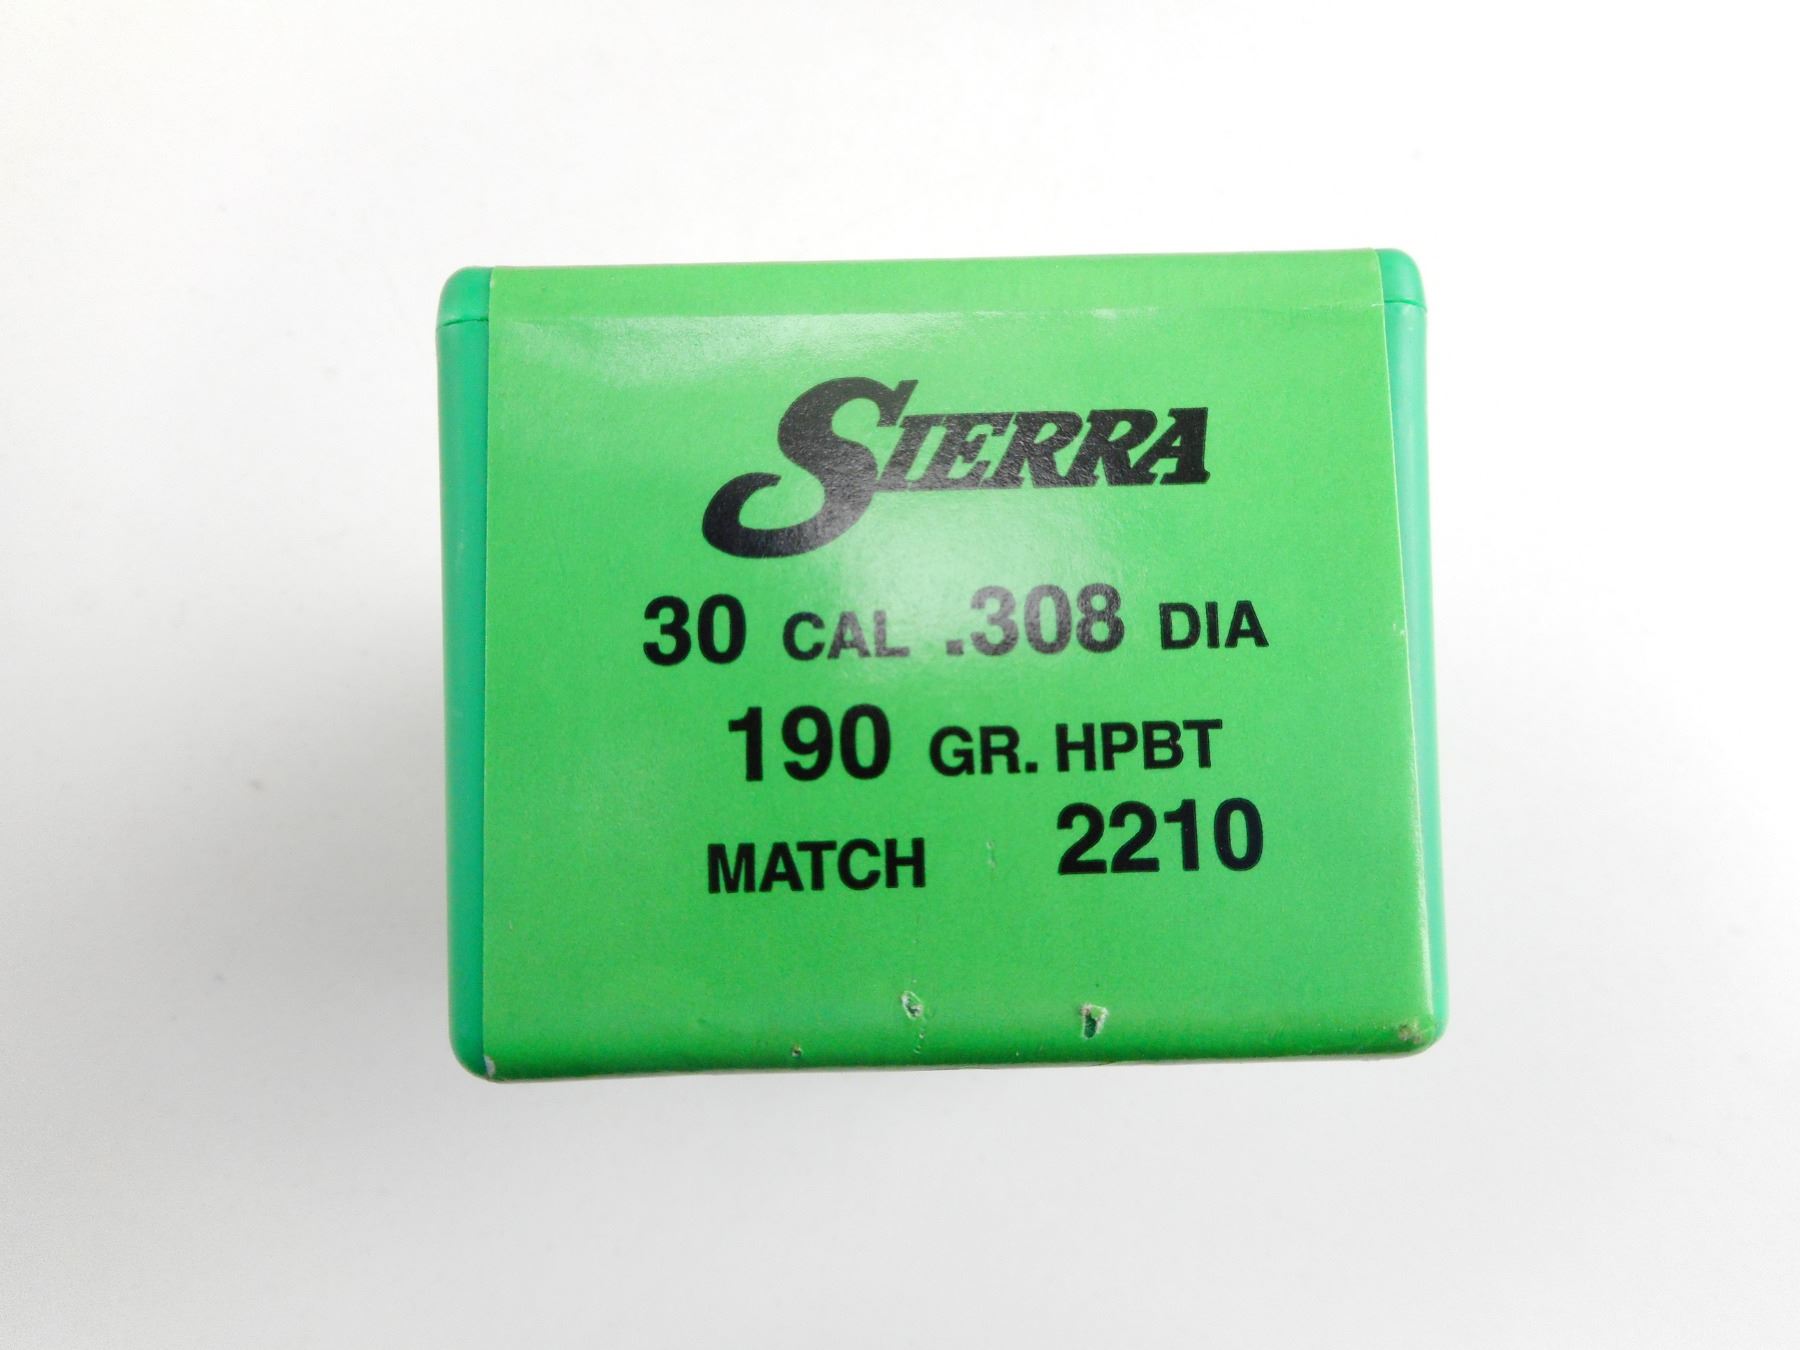 SIERRA
30 CAL .308 DIA
190 GR. HPBT
MATCH 2210